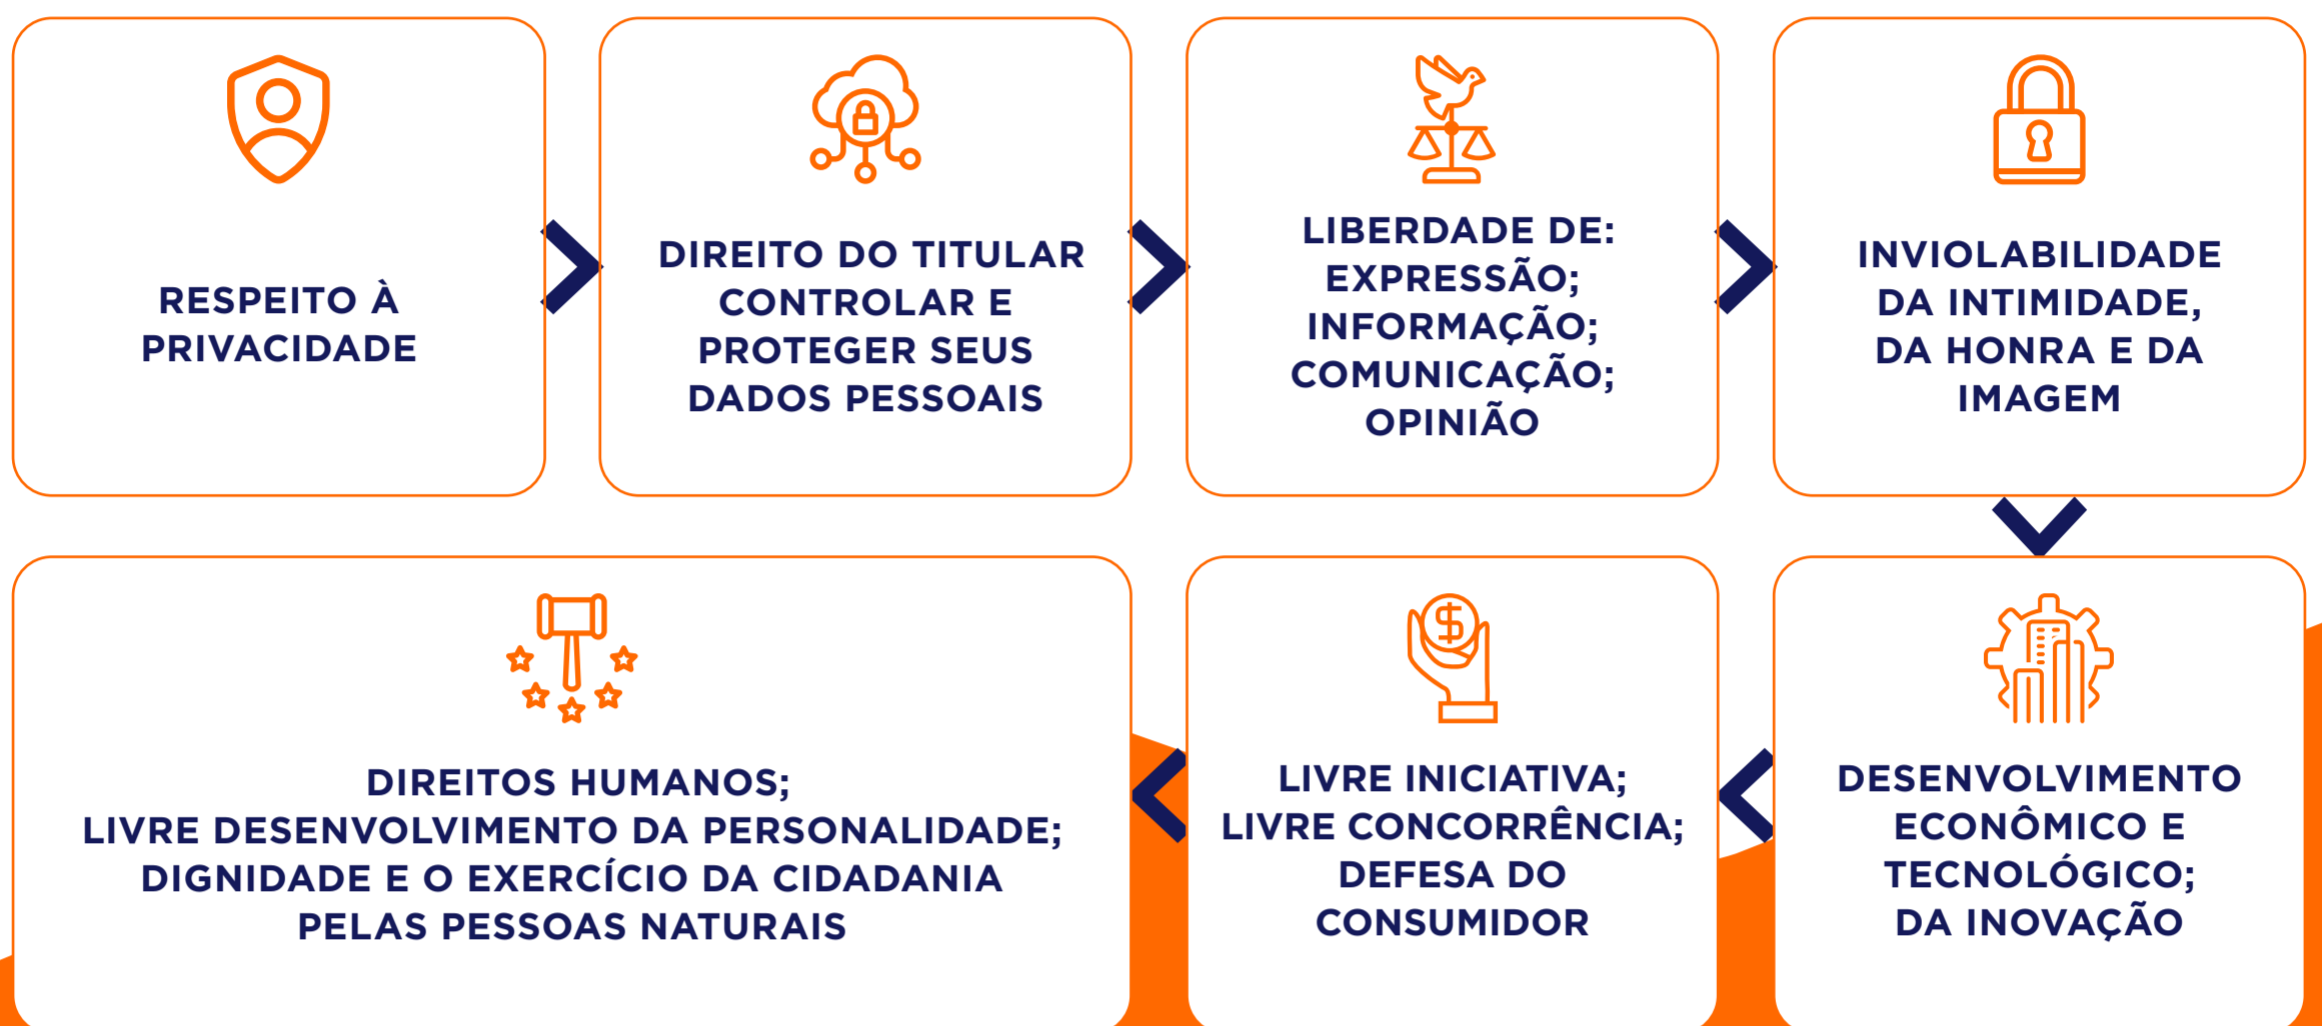 RESPEITO À
PRIVACIDADE
DIREITO DO TITULAR
CONTROLAR E
PROTEGER SEUS
DADOS PESSOAIS
LIBERDADE DE:
EXPRESSÃO;
INFORMAÇÃO;
COMUNICAÇÃO;
OPINIÃO
INVIOLABILIDADE
DA INTIMIDADE,
DA HONRA E DA
IMAGEM
DESENVOLVIMENTO
ECONÔMICO E
TECNOLÓGICO;
DA INOVAÇÃO
LIVRE INICIATIVA;
LIVRE CONCORRÊNCIA;
DEFESA DO
CONSUMIDOR
DIREITOS HUMANOS;
LIVRE DESENVOLVIMENTO DA PERSONALIDADE;
DIGNIDADE E O EXERCÍCIO DA CIDADANIA
PELAS PESSOAS NATURAIS